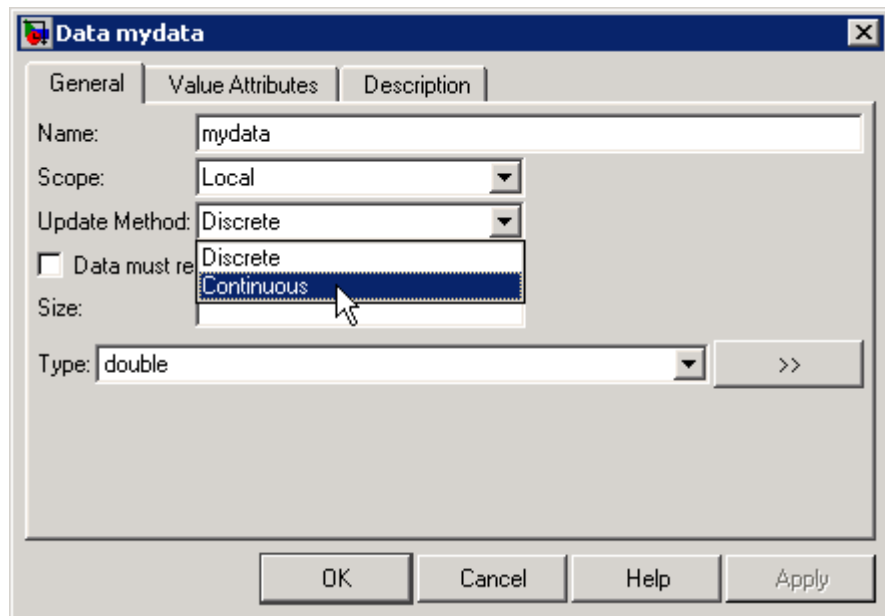 Data mydata
General Value Attributes Description
Name: mydata
Scope: Local
Update Method: Discrete
Discrete
Data must re
Continuous
Size:
Type: double >>
OK Cancel Help Apply